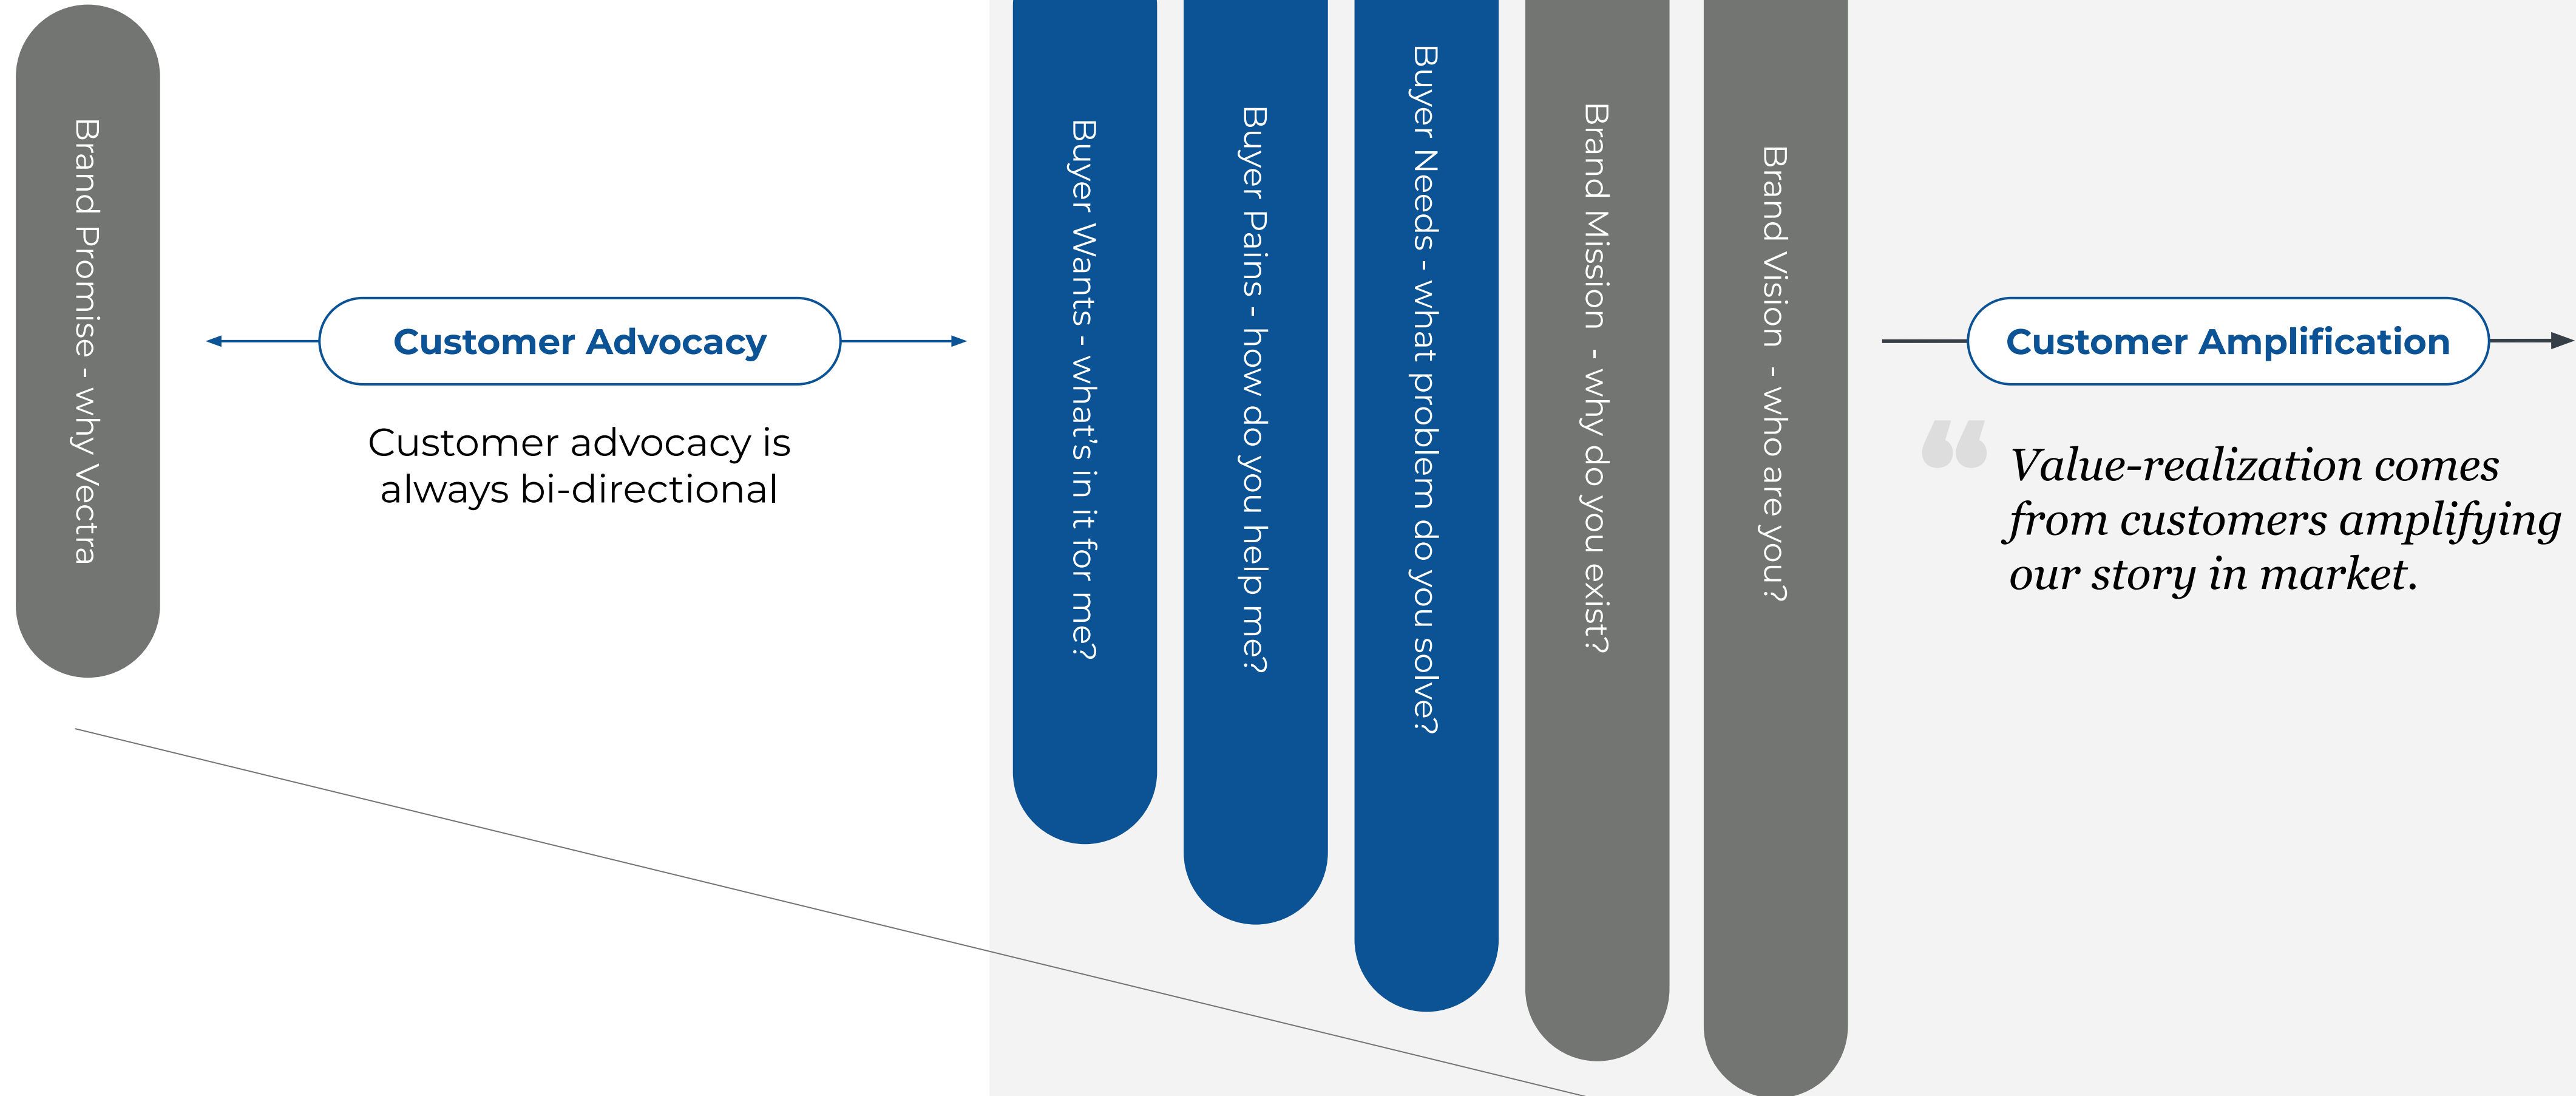 Brand Promise - why Vectra
Customer Advocacy
Customer advocacy is
always bi-directional
Buyer Wants - what’s in it for me?
Buyer Pains - how do you help me?
Buyer Needs - what problem do you solve?
Brand Mission - why do you exist?
Brand Vision - who are you?
Customer Amplification
“ Value-realization comes
from customers amplifying
our story in market.